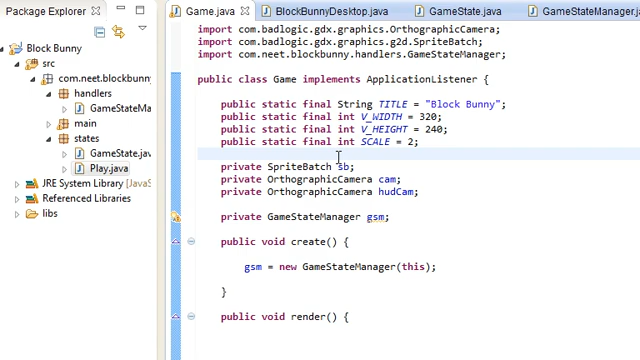 Package Explorer
Block Bunny
src
com.neet.blockbunny
handlers
GameStateMa
main
states
GameState.jav
Play.java
JRE System Library [Ja
Referenced Libraries
libs
Game.java
BlockBunnyDesktop.java
GameState.java
GameStateManager.j
import com.badlogic.gdx.graphics.OrthographicCamera;
import com.badlogic.gdx.graphics.g2d.SpriteBatch;
import com.neet.blockbunny.handlers.GameStateManager;
public class Game implements ApplicationListener {
public static final String TITLE = "Block Bunny";
public static final int V_WIDTH = 320;
public static final int V_HEIGHT = 240;
public static final int SCALE = 2;
private SpriteBatch sb;
private OrthographicCamera cam;
private OrthographicCamera hudCam;
private GameStateManager gsm;
public void create() {
gsm = new GameStateManager(this);
}
public void render() {